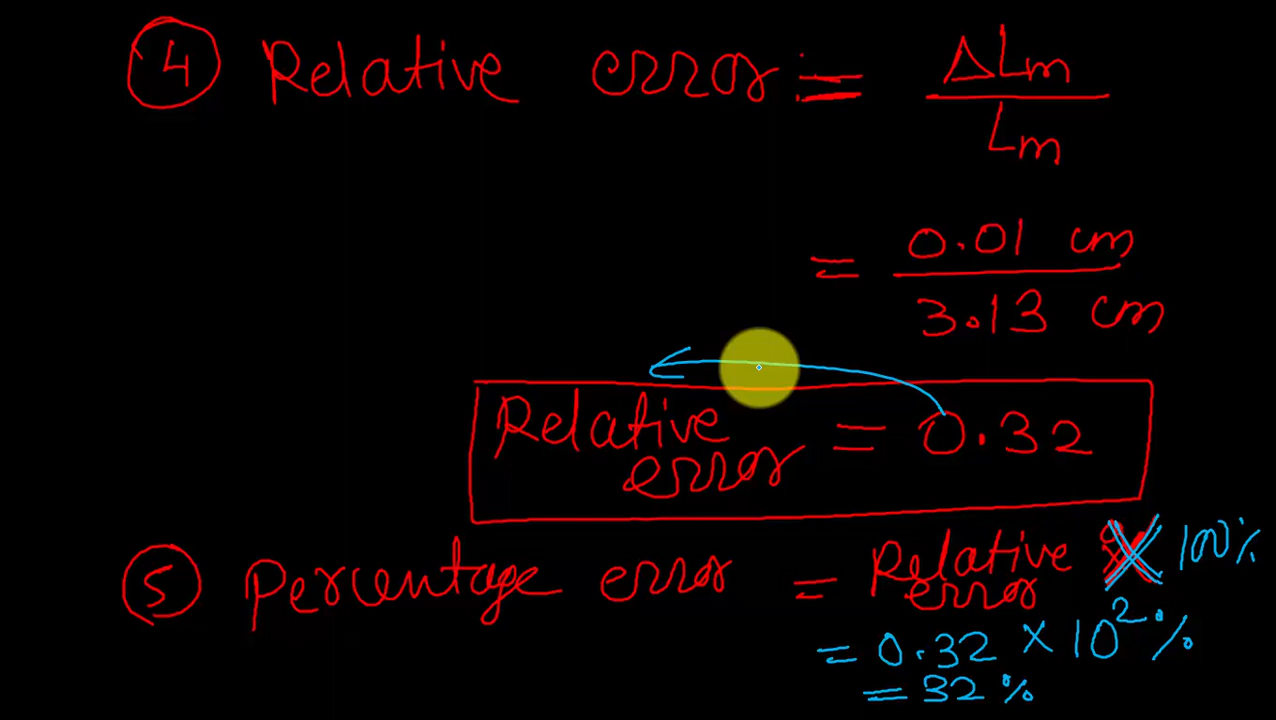 4 Relative error = ΔLm / Lm
= 0.01 cm / 3.13 cm
Relative error = 0.32
5 Percentage error = Relative error × 100%
= 0.32 × 10² %
= 32 %